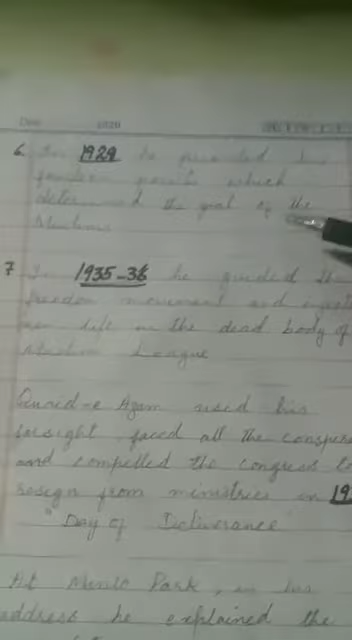 6 In 1929 he presented his
fourteen points which
determined the goal of the
Muslims
7 In 1935-36 he guided the
freedom movement and
new life in the dead body of
Muslim League
Quaid-e Azam used his
forsight, faced all the
and compelled the Congress to
resign from ministries in 19
"Day of Deliverance"
At Minto Park, in his
address he explained the